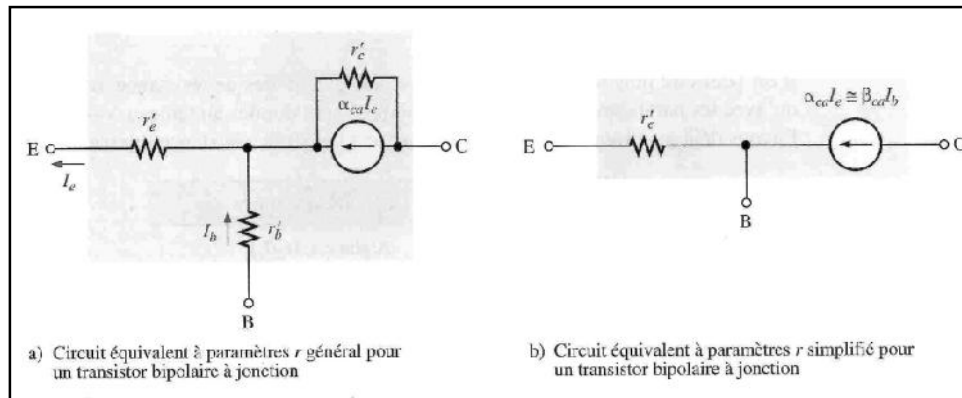 r'c
αca Ie
r'e
E
C
Ie
Ib
r'b
B
a) Circuit équivalent à paramètres r général pour
un transistor bipolaire à jonction
αca Ie ≅ βca Ib
r'e
E
C
B
b) Circuit équivalent à paramètres r simplifié pour
un transistor bipolaire à jonction